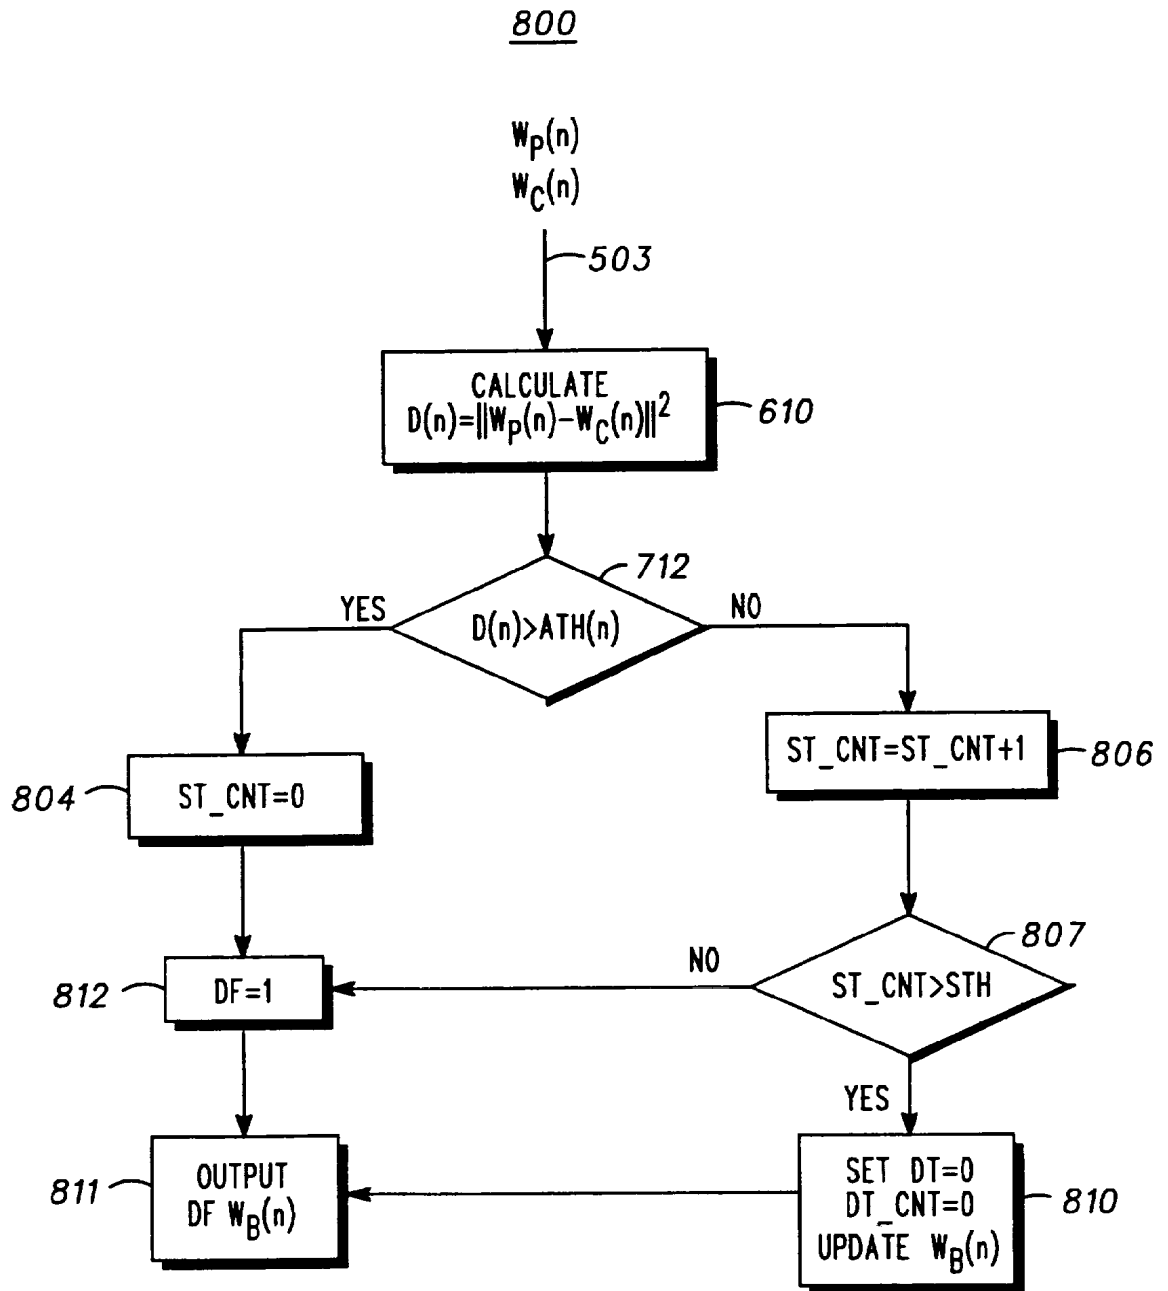 800
W_P(n)
W_C(n)
503
CALCULATE
D(n)=||W_P(n)-W_C(n)||^2
610
712
YES
D(n)>ATH(n)
NO
ST_CNT=ST_CNT+1
806
804
ST_CNT=0
807
NO
ST_CNT>STH
812
DF=1
YES
811
OUTPUT
DF W_B(n)
SET DT=0
DT_CNT=0
UPDATE W_B(n)
810